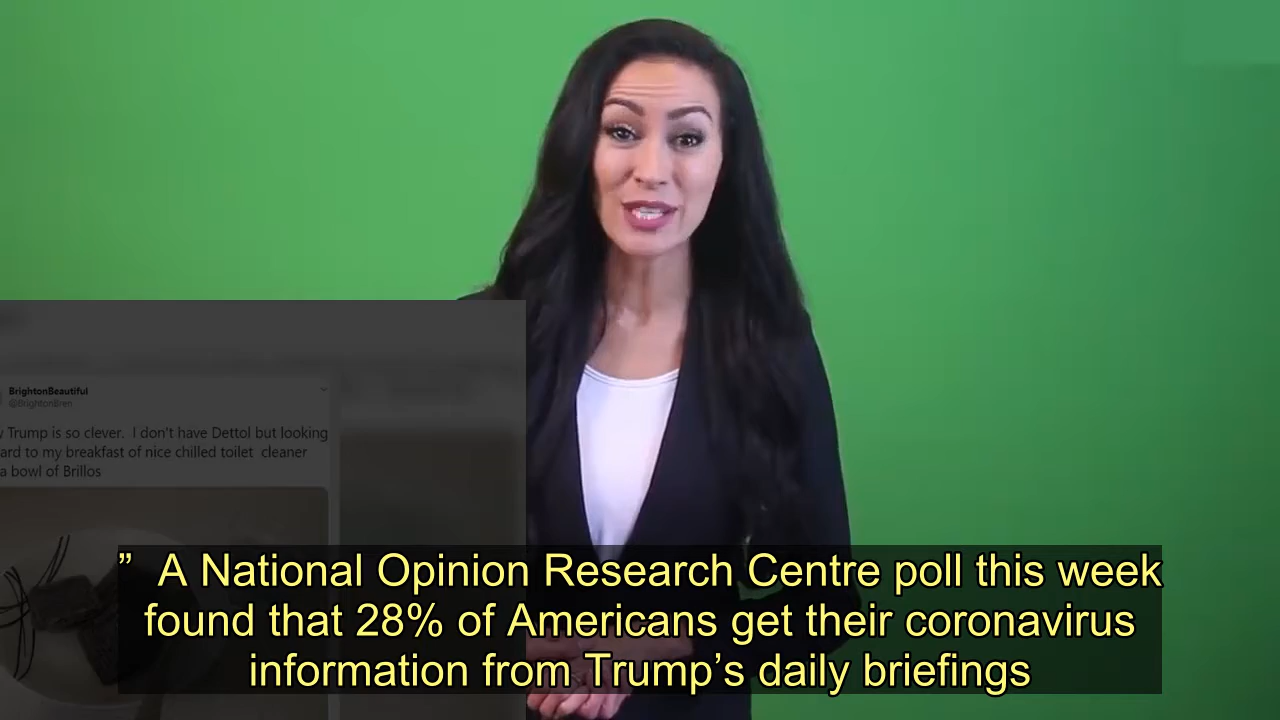 BrightonBeautiful
@BrightonBren
Trump is so clever. I don't have Dettol but looking
to my breakfast of nice chilled toilet cleaner
a bowl of Brillos
” A National Opinion Research Centre poll this week
found that 28% of Americans get their coronavirus
information from Trump’s daily briefings